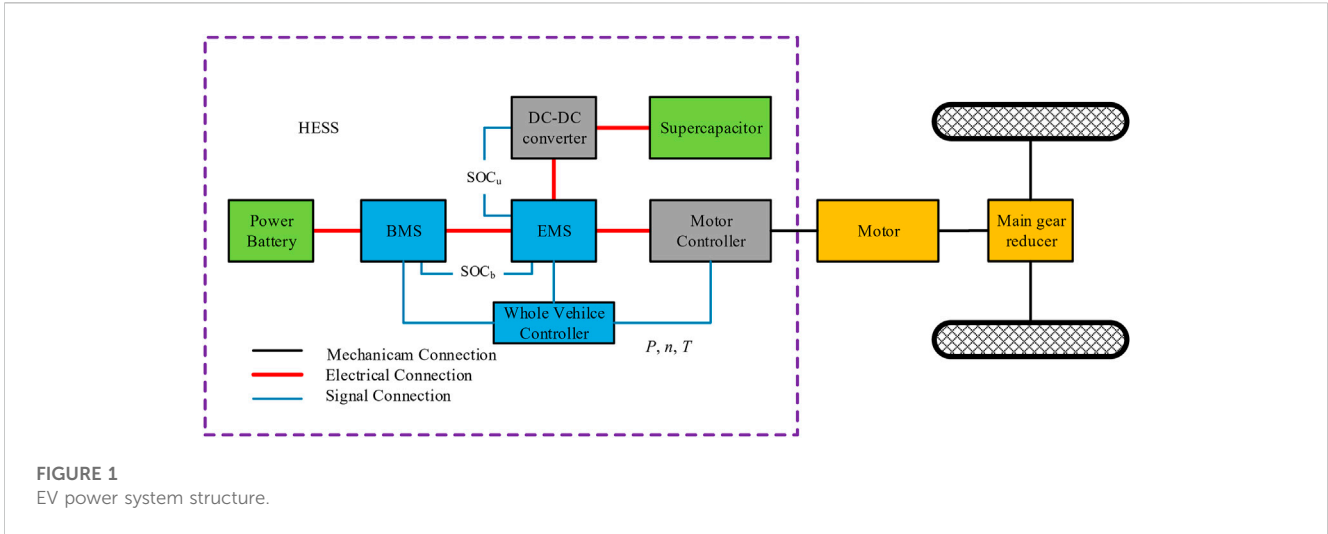 HESS
DC-DC
converter
Supercapacitor
SOCu
Power
Battery
BMS
EMS
Motor
Controller
Motor
Main gear
reducer
SOCb
Whole Vehilce
Controller
P, n, T
Mechanicam Connection
Electrical Connection
Signal Connection
FIGURE 1
EV power system structure.